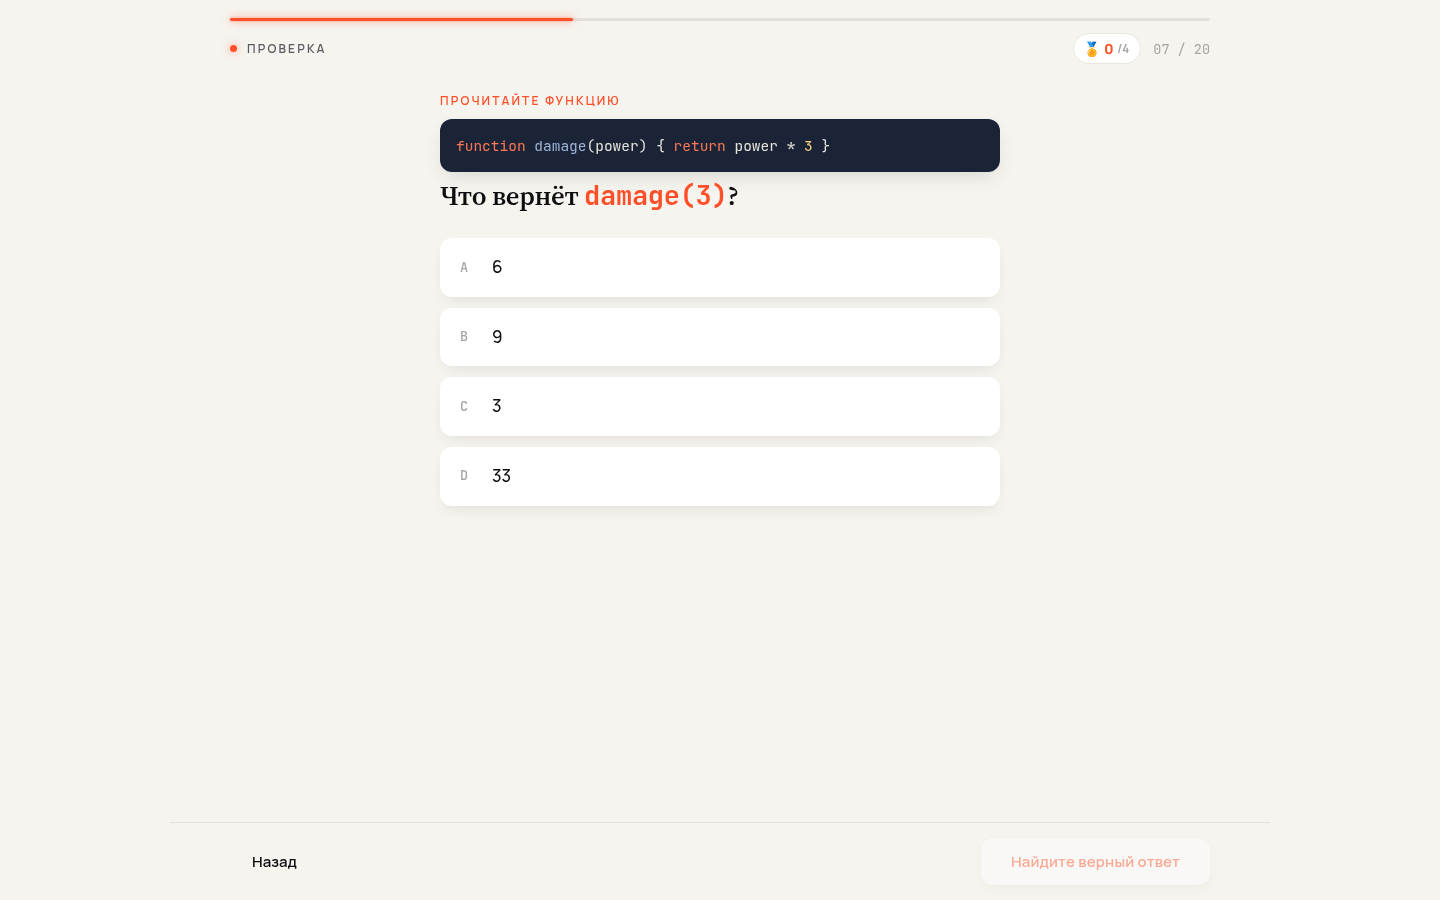 ПРОВЕРКА
🏅 0 /4
07 / 20
ПРОЧИТАЙТЕ ФУНКЦИЮ
function damage(power) { return power * 3 }
Что вернёт damage(3)?
A 6
B 9
C 3
D 33
Назад
Найдите верный ответ